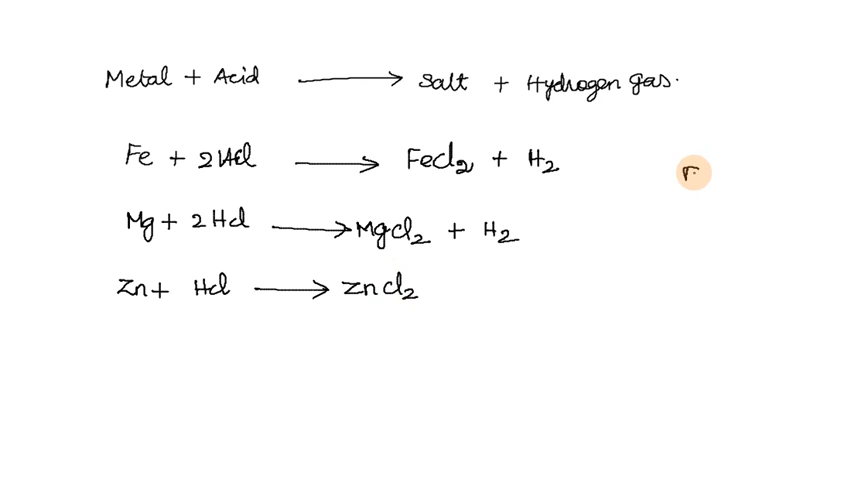 Metal + Acid ⟶ Salt + Hydrogen gas.
Fe + 2HCl ⟶ FeCl₂ + H₂
Mg + 2HCl ⟶ MgCl₂ + H₂
Zn + HCl ⟶ ZnCl₂